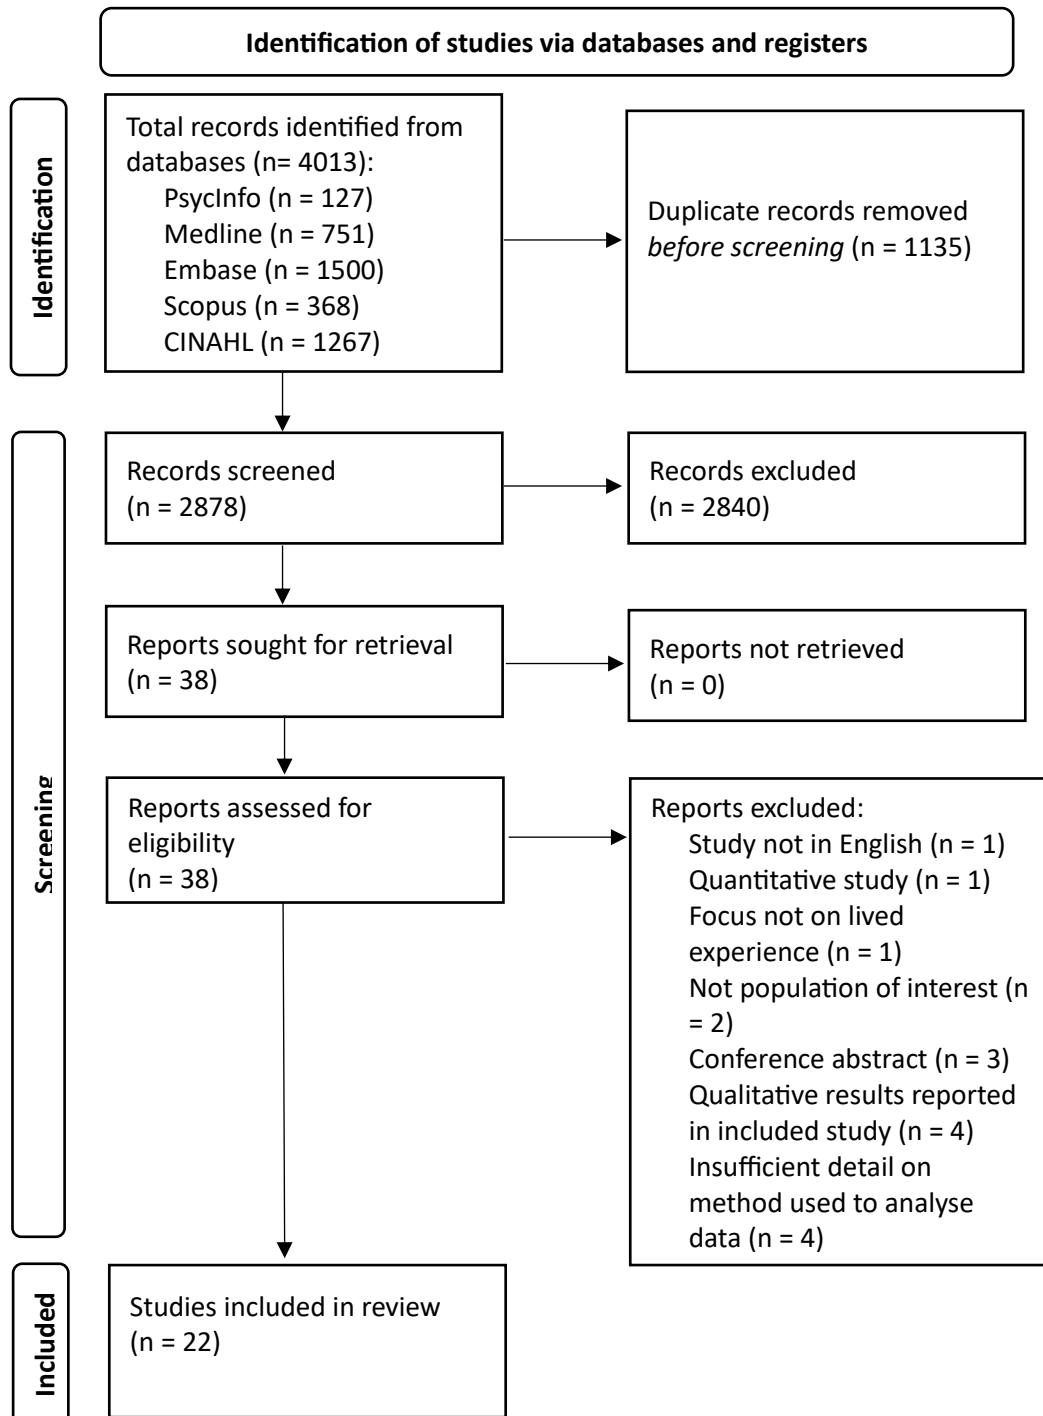 Identification of studies via databases and registers
Identification
Total records identified from
databases (n= 4013):
PsycInfo (n = 127)
Medline (n = 751)
Embase (n = 1500)
Scopus (n = 368)
CINAHL (n = 1267)
Duplicate records removed
before screening (n = 1135)
Screening
Records screened
(n = 2878)
Records excluded
(n = 2840)
Reports sought for retrieval
(n = 38)
Reports not retrieved
(n = 0)
Reports assessed for
eligibility
(n = 38)
Reports excluded:
Study not in English (n = 1)
Quantitative study (n = 1)
Focus not on lived
experience (n = 1)
Not population of interest (n
= 2)
Conference abstract (n = 3)
Qualitative results reported
in included study (n = 4)
Insufficient detail on
method used to analyse
data (n = 4)
Included
Studies included in review
(n = 22)